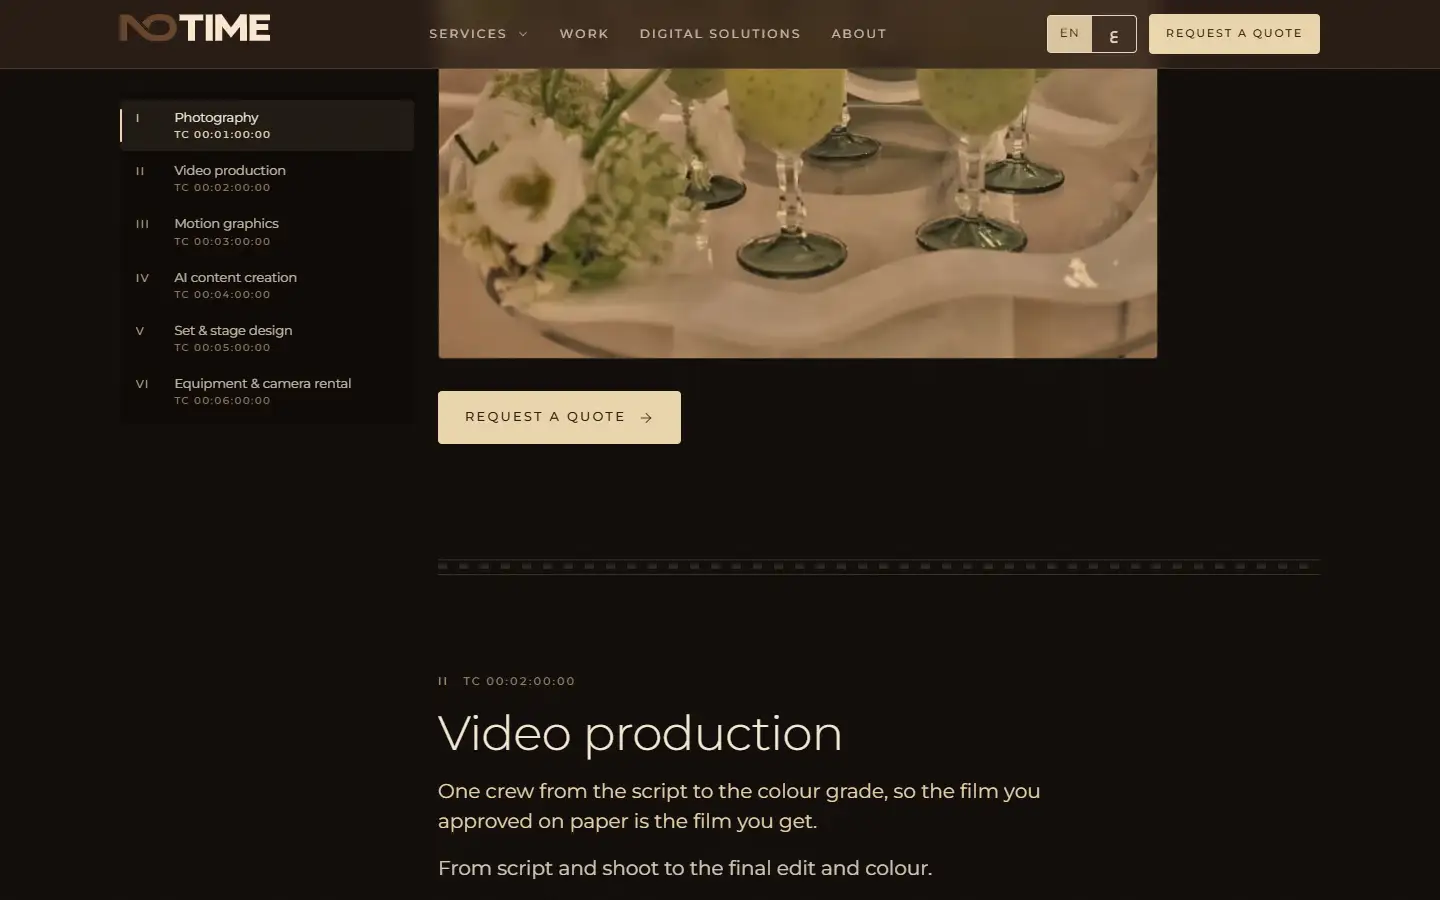 NOTIME
SERVICES
WORK
DIGITAL SOLUTIONS
ABOUT
EN
ع
REQUEST A QUOTE
I Photography
TC 00:01:00:00
II Video production
TC 00:02:00:00
III Motion graphics
TC 00:03:00:00
IV AI content creation
TC 00:04:00:00
V Set & stage design
TC 00:05:00:00
VI Equipment & camera rental
TC 00:06:00:00
REQUEST A QUOTE →
II TC 00:02:00:00
Video production
One crew from the script to the colour grade, so the film you
approved on paper is the film you get.
From script and shoot to the final edit and colour.